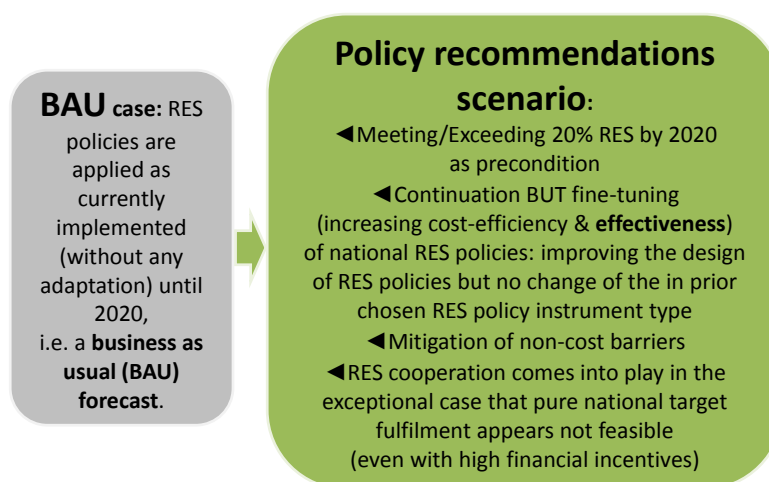 BAU case: RES
policies are
applied as
currently
implemented
(without any
adaptation) until
2020,
i.e. a business as
usual (BAU)
forecast.
Policy recommendations
scenario:
◄Meeting/Exceeding 20% RES by 2020
as precondition
◄Continuation BUT fine-tuning
(increasing cost-efficiency & effectiveness)
of national RES policies: improving the design
of RES policies but no change of the in prior
chosen RES policy instrument type
◄Mitigation of non-cost barriers
◄RES cooperation comes into play in the
exceptional case that pure national target
fulfilment appears not feasible
(even with high financial incentives)